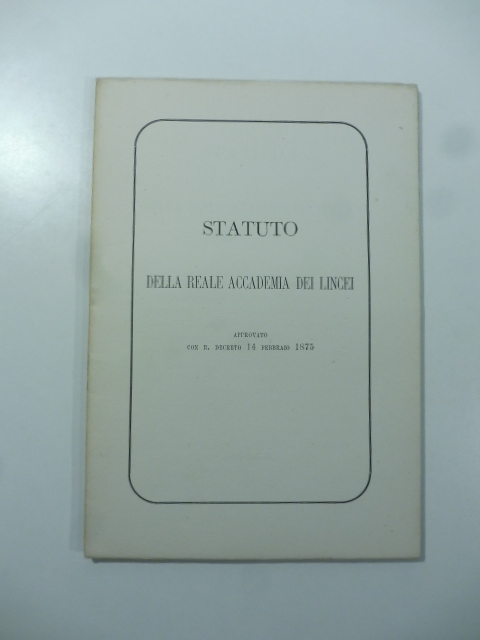 STATUTO
DELLA REALE ACCADEMIA DEI LINCEI
APPROVATO
CON R. DECRETO 14 FEBBRAIO 1875